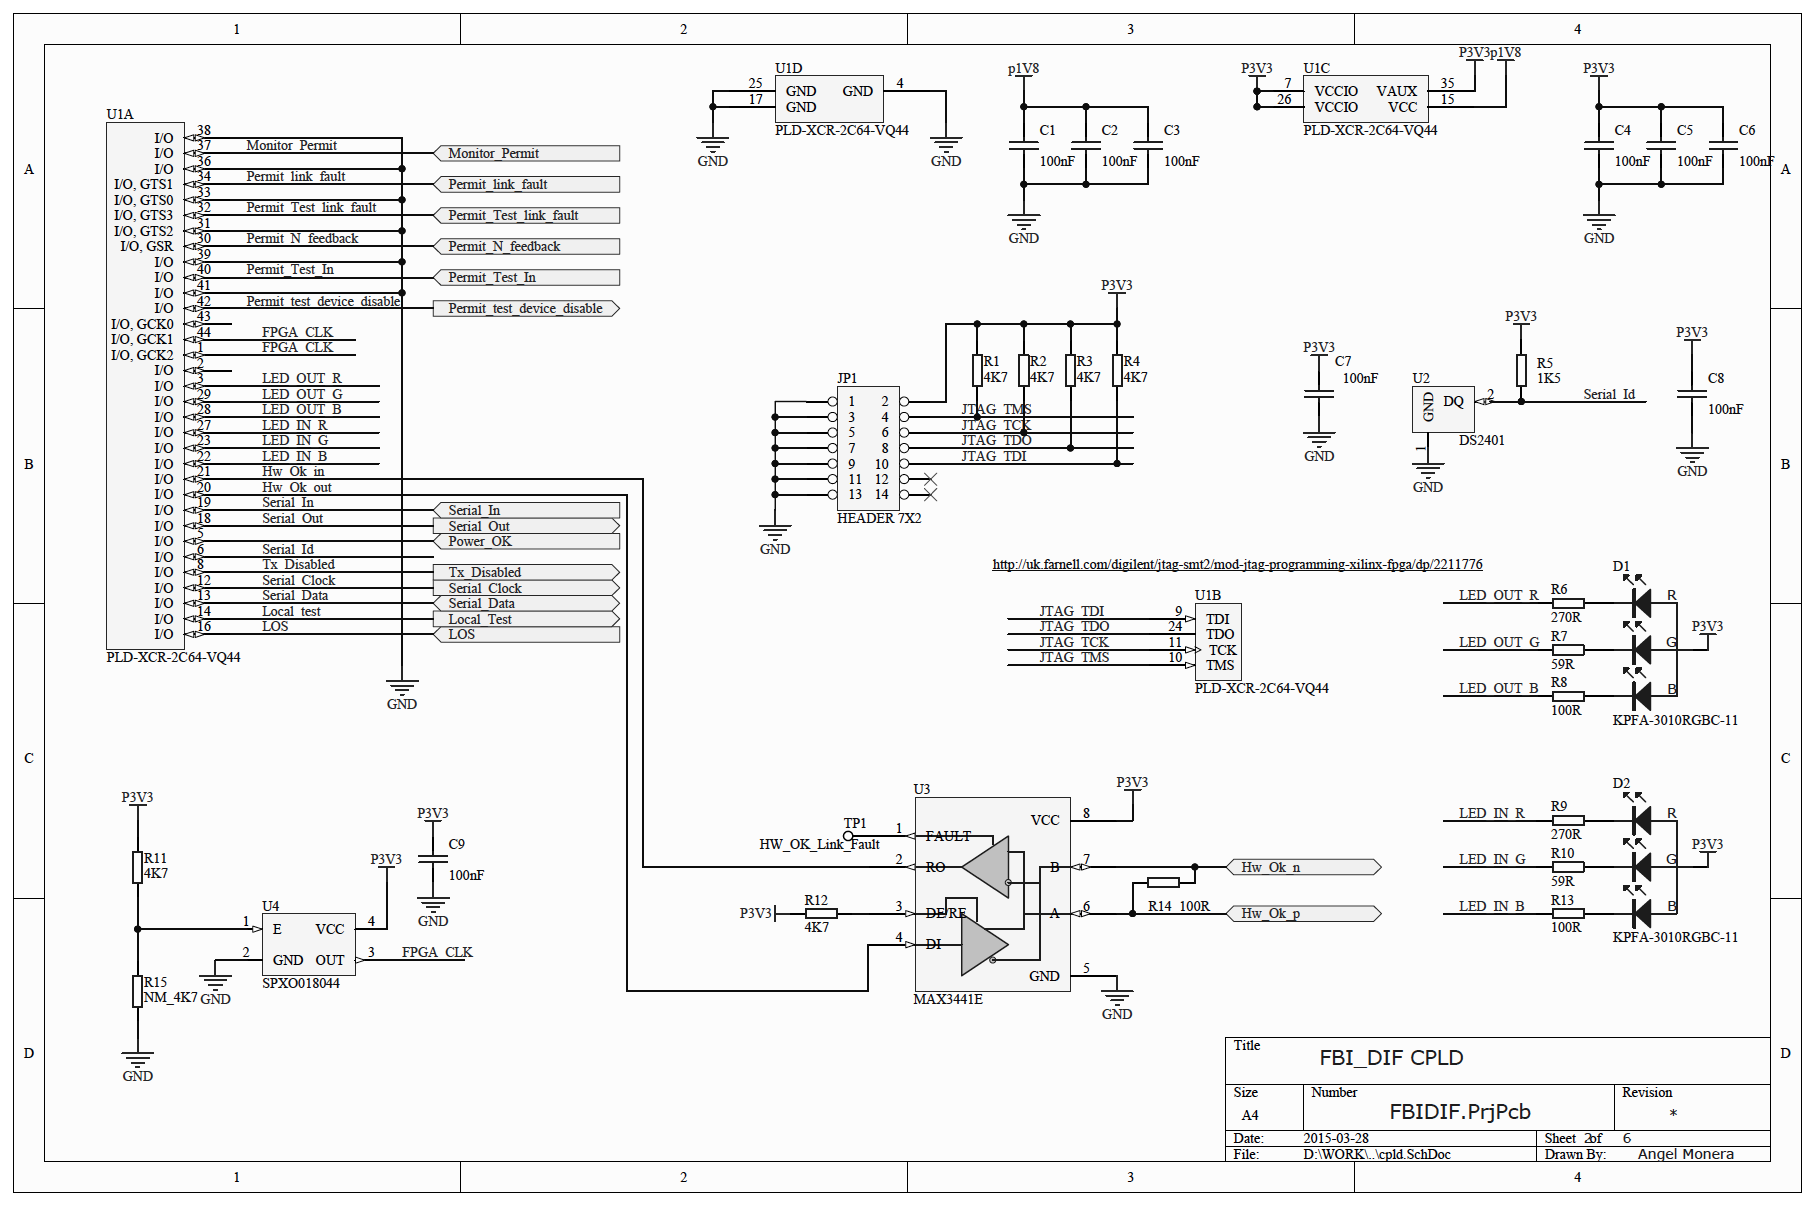 1 2 3 4
A
B
C
D
U1A
I/O 38
I/O 37 Monitor_Permit Monitor_Permit
I/O 36
I/O, GTS1 34 Permit_link_fault Permit_link_fault
I/O, GTS0 33
I/O, GTS3 32 Permit_Test_link_fault Permit_Test_link_fault
I/O, GTS2 31
I/O, GSR 30 Permit_N_feedback Permit_N_feedback
I/O 39
I/O 40 Permit_Test_In Permit_Test_In
I/O 41
I/O 42 Permit_test_device_disable Permit_test_device_disable
I/O, GCK0 43
I/O, GCK1 44 FPGA_CLK
I/O, GCK2 1 FPGA_CLK
I/O 2
I/O 3 LED_OUT_R
I/O 29 LED_OUT_G
I/O 28 LED_OUT_B
I/O 27 LED_IN_R
I/O 23 LED_IN_G
I/O 22 LED_IN_B
I/O 21 Hw_Ok_in
I/O 20 Hw_Ok_out
I/O 19 Serial_In Serial_In
I/O 18 Serial_Out Serial_Out
I/O 5 Power_OK
I/O 6 Serial_Id
I/O 8 Tx_Disabled Tx_Disabled
I/O 12 Serial_Clock Serial_Clock
I/O 13 Serial_Data Serial_Data
I/O 14 Local_test Local_Test
I/O 16 LOS LOS
PLD-XCR-2C64-VQ44
GND
U1D
25 GND GND 4
17 GND
PLD-XCR-2C64-VQ44
GND GND
p1V8
C1 C2 C3
100nF 100nF 100nF
GND
P3V3 U1C P3V3 p1V8
7 VCCIO VAUX 35
26 VCCIO VCC 15
PLD-XCR-2C64-VQ44
P3V3
C4 C5 C6
100nF 100nF 100nF
GND
P3V3
R1 R2 R3 R4
4K7 4K7 4K7 4K7
JP1
1 2
3 4 JTAG_TMS
5 6 JTAG_TCK
7 8 JTAG_TDO
9 10 JTAG_TDI
11 12
13 14
HEADER 7X2
GND
P3V3
C7
100nF
GND
P3V3
R5
1K5
U2
GND DQ 2 Serial_Id
1
DS2401
GND
P3V3
C8
100nF
GND
http://uk.farnell.com/digilent/jtag-smt2/mod-jtag-programming-xilinx-fpga/dp/2211776
U1B
JTAG_TDI 9 TDI
JTAG_TDO 24 TDO
JTAG_TCK 11 TCK
JTAG_TMS 10 TMS
PLD-XCR-2C64-VQ44
D1
LED_OUT_R R6 R
270R
P3V3
LED_OUT_G R7 G
59R
LED_OUT_B R8 B
100R
KPFA-3010RGBC-11
D2
LED_IN_R R9 R
270R
P3V3
LED_IN_G R10 G
59R
LED_IN_B R13 B
100R
KPFA-3010RGBC-11
P3V3
R11
4K7
R15
NM_4K7
GND
P3V3
C9
100nF
GND
P3V3
U4
1 E VCC 4
2 GND OUT 3 FPGA_CLK
SPXO018044
GND
U3 P3V3
VCC 8
TP1
HW_OK_Link_Fault
1 FAULT
2 RO B 7 Hw_Ok_n
P3V3 R12 3 DE/RE A 6 R14 100R Hw_Ok_p
4K7
4 DI
GND 5
MAX3441E
GND
Title
FBI_DIF CPLD
Size Number Revision
A4 FBIDIF.PrjPcb *
Date: 2015-03-28 Sheet 2 of 6
File: D:\WORK\..\cpld.SchDoc Drawn By: Angel Monera
A
B
C
D
1 2 3 4